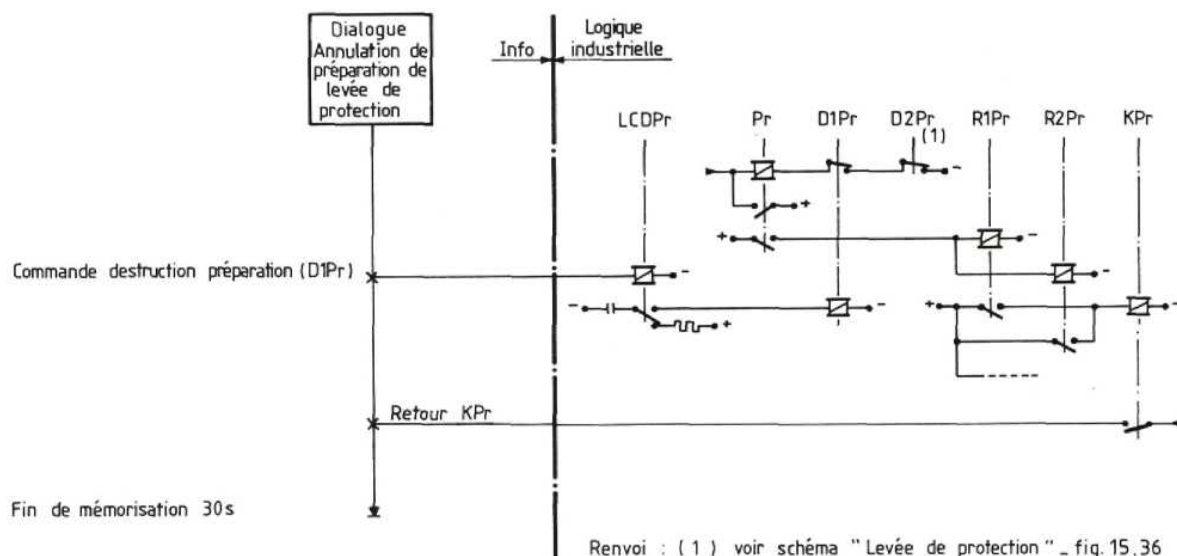 Dialogue
Annulation de
préparation de
levée de
protection
Info
Logique
industrielle
LCDPr
Pr
D1Pr
D2Pr
(1)
R1Pr
R2Pr
KPr
-
+
+
-
Commande destruction préparation (D1Pr)
-
-
-
+
-
+
-
Retour KPr
Fin de mémorisation 30s
Renvoi : (1) voir schéma " Levée de protection " _ fig. 15.36